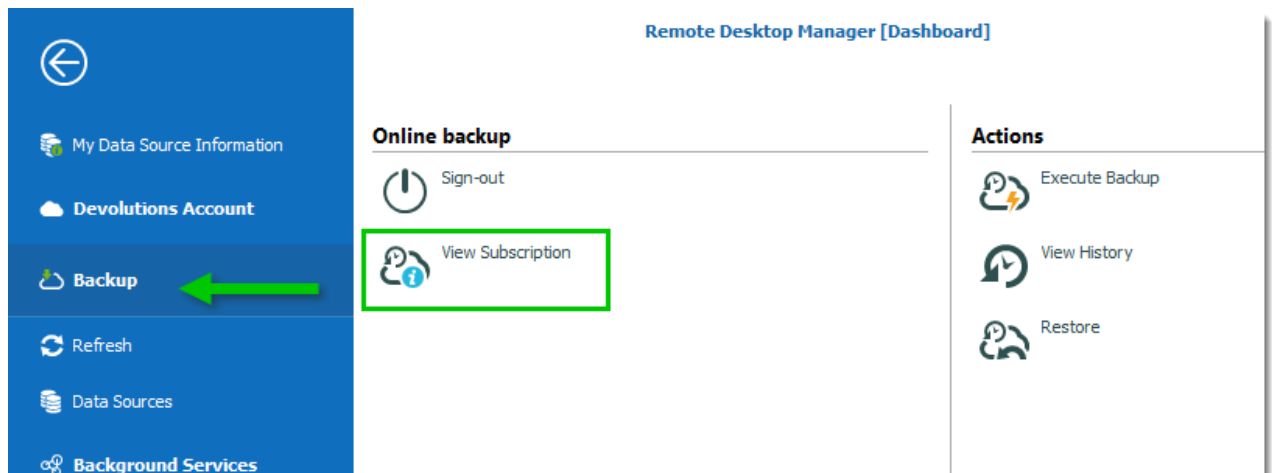 Remote Desktop Manager [Dashboard]
My Data Source Information
Devolutions Account
Backup
Refresh
Data Sources
Background Services
Online backup
Sign-out
View Subscription
Actions
Execute Backup
View History
Restore